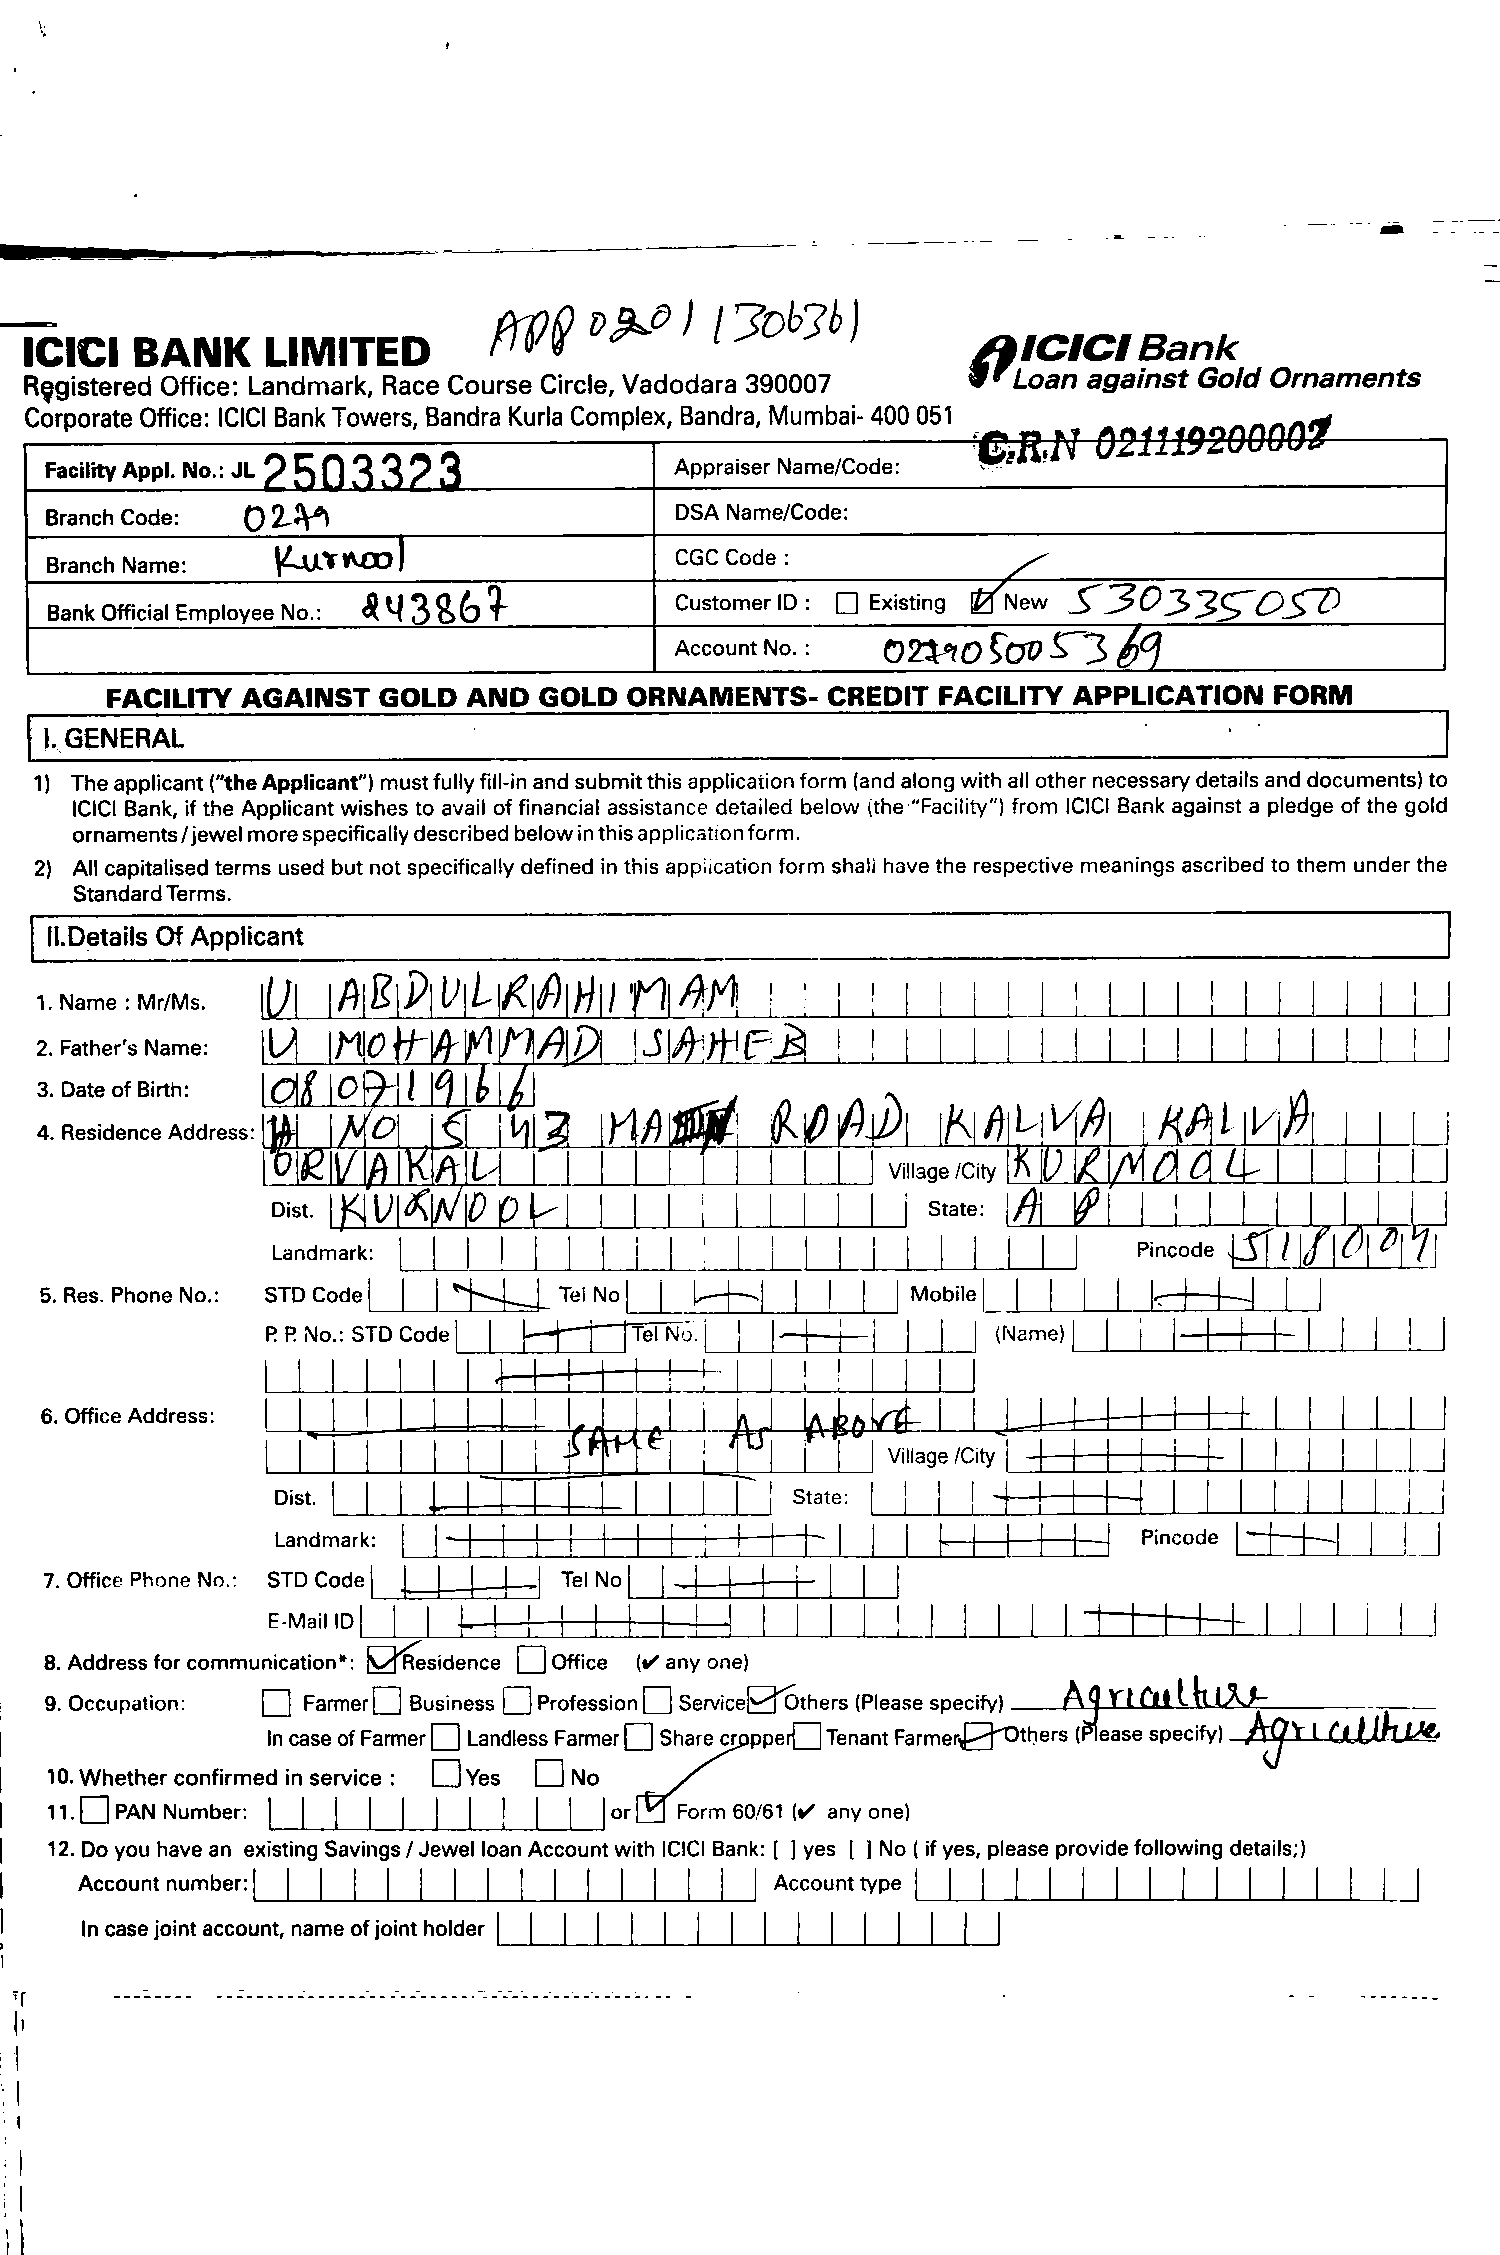 APP02011306361
ICICI BANK LIMITED
ICICI Bank
Registered Office: Landmark, Race Course Circle, Vadodara 390007
Loan against Gold Ornaments
Corporate Office: ICICI Bank Towers, Bandra Kurla Complex, Bandra, Mumbai- 400 051
C.R.N 021119200007
Facility Appl. No.: JL 2503323
Appraiser Name/Code:
Branch Code: 0279
DSA Name/Code:
Branch Name: Kurnool
CGC Code :
Bank Official Employee No.: 243867
Customer ID : Existing New 530335050
Account No. : 027905005369
FACILITY AGAINST GOLD AND GOLD ORNAMENTS- CREDIT FACILITY APPLICATION FORM
I. GENERAL
1) The applicant ("the Applicant") must fully fill-in and submit this application form (and along with all other necessary details and documents) to
ICICI Bank, if the Applicant wishes to avail of financial assistance detailed below (the "Facility") from ICICI Bank against a pledge of the gold
ornaments / jewel more specifically described below in this application form.
2) All capitalised terms used but not specifically defined in this application form shall have the respective meanings ascribed to them under the
Standard Terms.
II.Details Of Applicant
1. Name : Mr/Ms. U ABDULRAHIMAM
2. Father's Name: U MOHAMMAD SAHEB
3. Date of Birth: 08071966
4. Residence Address: H NO 5 43 ROAD KALVA KALVA
ORVAKAL Village /City KURMOOL
Dist. KURNOOL State: A P
Landmark: Pincode 518004
5. Res. Phone No.: STD Code Tel No Mobile
P. P. No.: STD Code Tel No. (Name)
6. Office Address:
SAME As ABOVE
Village /City
Dist. State:
Landmark: Pincode
7. Office Phone No.: STD Code Tel No
E-Mail ID
8. Address for communication*: Residence Office (✔ any one)
9. Occupation: Farmer Business Profession Service Others (Please specify) Agriculture
In case of Farmer Landless Farmer Share cropper Tenant Farmer Others (Please specify) Agriculture
10. Whether confirmed in service : Yes No
11. PAN Number: or Form 60/61 (✔ any one)
12. Do you have an existing Savings / Jewel loan Account with ICICI Bank: [ ] yes [ ] No ( if yes, please provide following details;)
Account number: Account type
In case joint account, name of joint holder